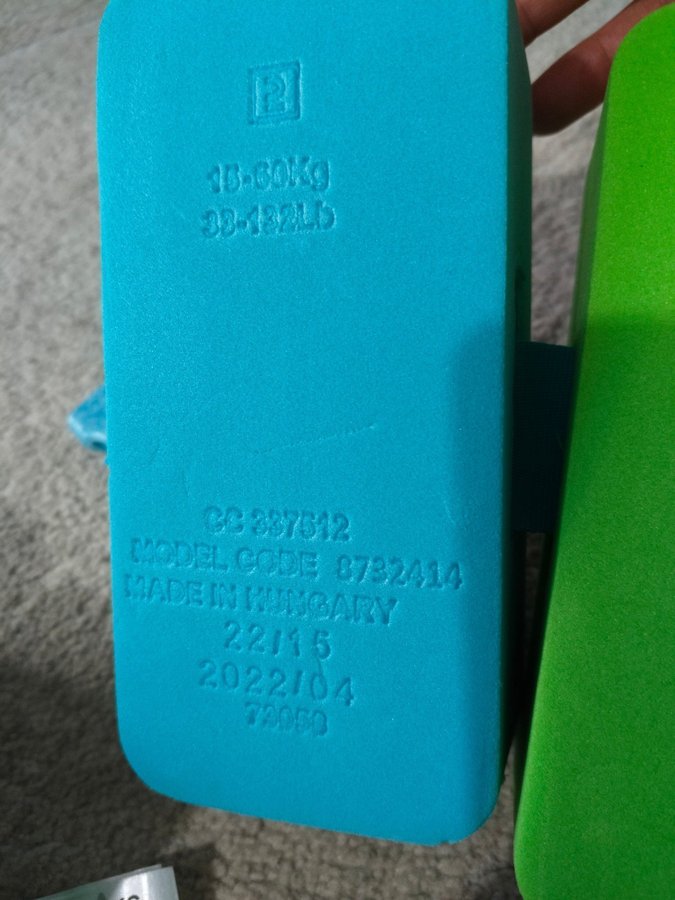 15-60Kg
33-132Lb
CC 337512
MODEL CODE 8732414
MADE IN HUNGARY
22/15
2022/04